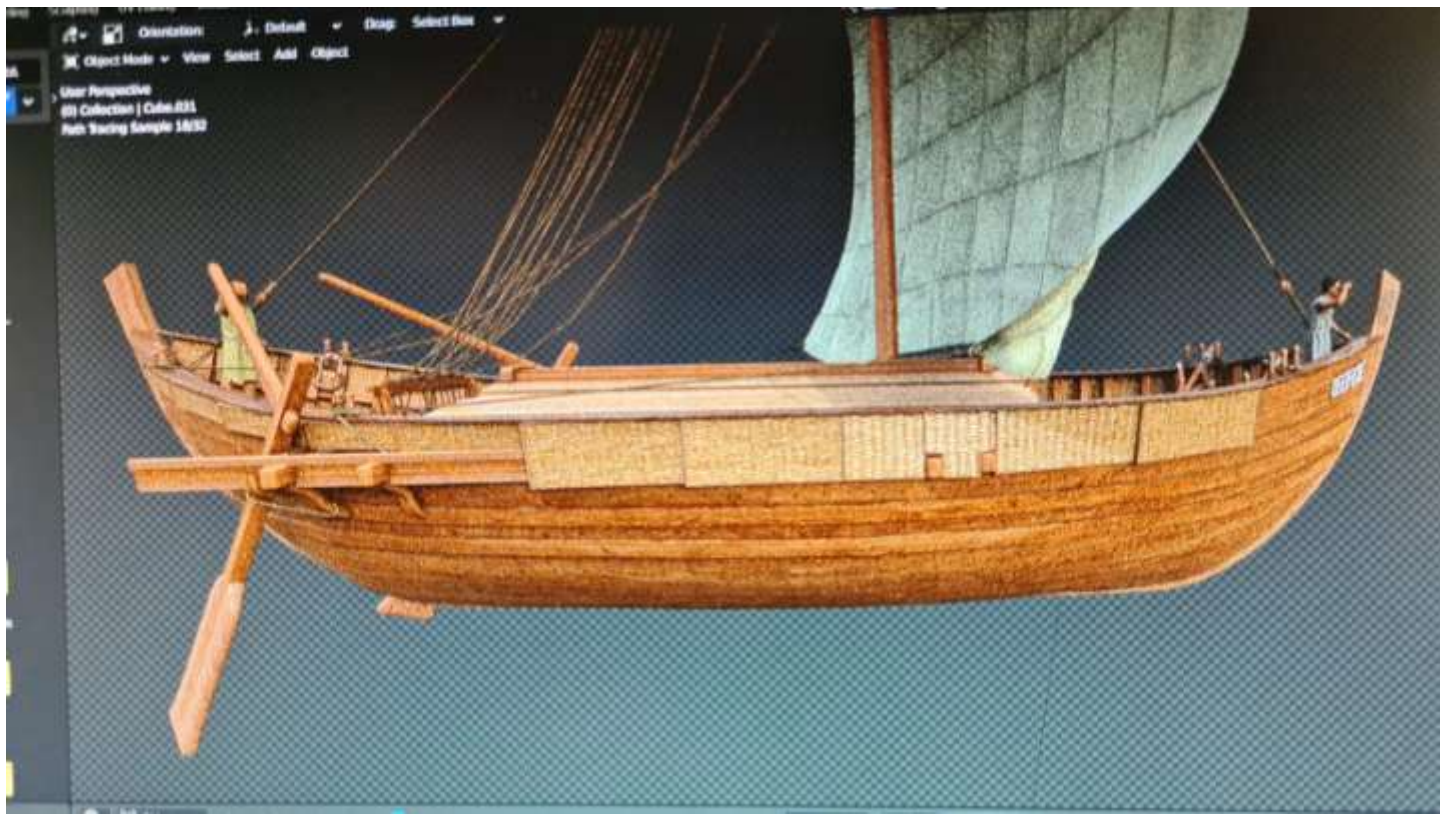 Orientation: Default Drag: Select Box
Object Mode View Select Add Object
User Perspective
(0) Collection | Cube.031
Path Tracing Sample 18/32